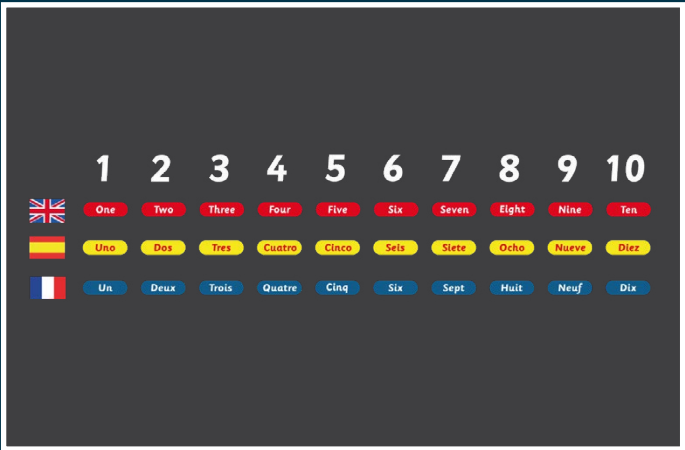 1 2 3 4 5 6 7 8 9 10
One Two Three Four Five Six Seven Eight Nine Ten
Uno Dos Tres Cuatro Cinco Seis Siete Ocho Nueve Diez
Un Deux Trois Quatre Cinq Six Sept Huit Neuf Dix